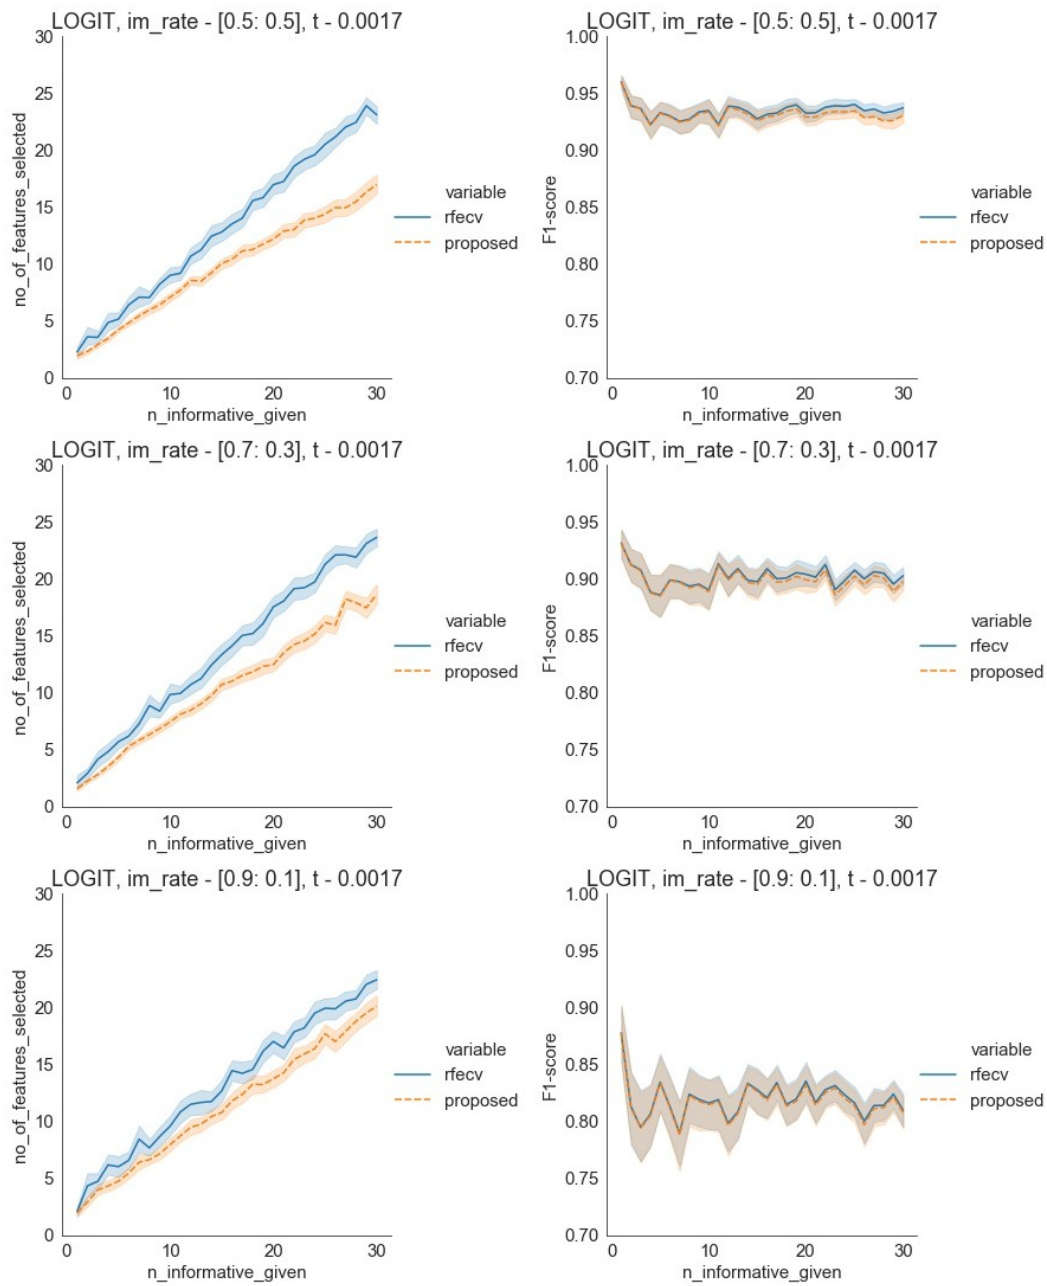 LOGIT, im_rate - [0.5: 0.5], t - 0.0017
30
25
20
15
10
5
0
no_of_features_selected
0 10 20 30
n_informative_given
variable
rfecv
proposed
LOGIT, im_rate - [0.5: 0.5], t - 0.0017
1.00
0.95
0.90
0.85
0.80
0.75
0.70
F1-score
0 10 20 30
n_informative_given
variable
rfecv
proposed
LOGIT, im_rate - [0.7: 0.3], t - 0.0017
30
25
20
15
10
5
0
no_of_features_selected
0 10 20 30
n_informative_given
variable
rfecv
proposed
LOGIT, im_rate - [0.7: 0.3], t - 0.0017
1.00
0.95
0.90
0.85
0.80
0.75
0.70
F1-score
0 10 20 30
n_informative_given
variable
rfecv
proposed
LOGIT, im_rate - [0.9: 0.1], t - 0.0017
30
25
20
15
10
5
0
no_of_features_selected
0 10 20 30
n_informative_given
variable
rfecv
proposed
LOGIT, im_rate - [0.9: 0.1], t - 0.0017
1.00
0.95
0.90
0.85
0.80
0.75
0.70
F1-score
0 10 20 30
n_informative_given
variable
rfecv
proposed